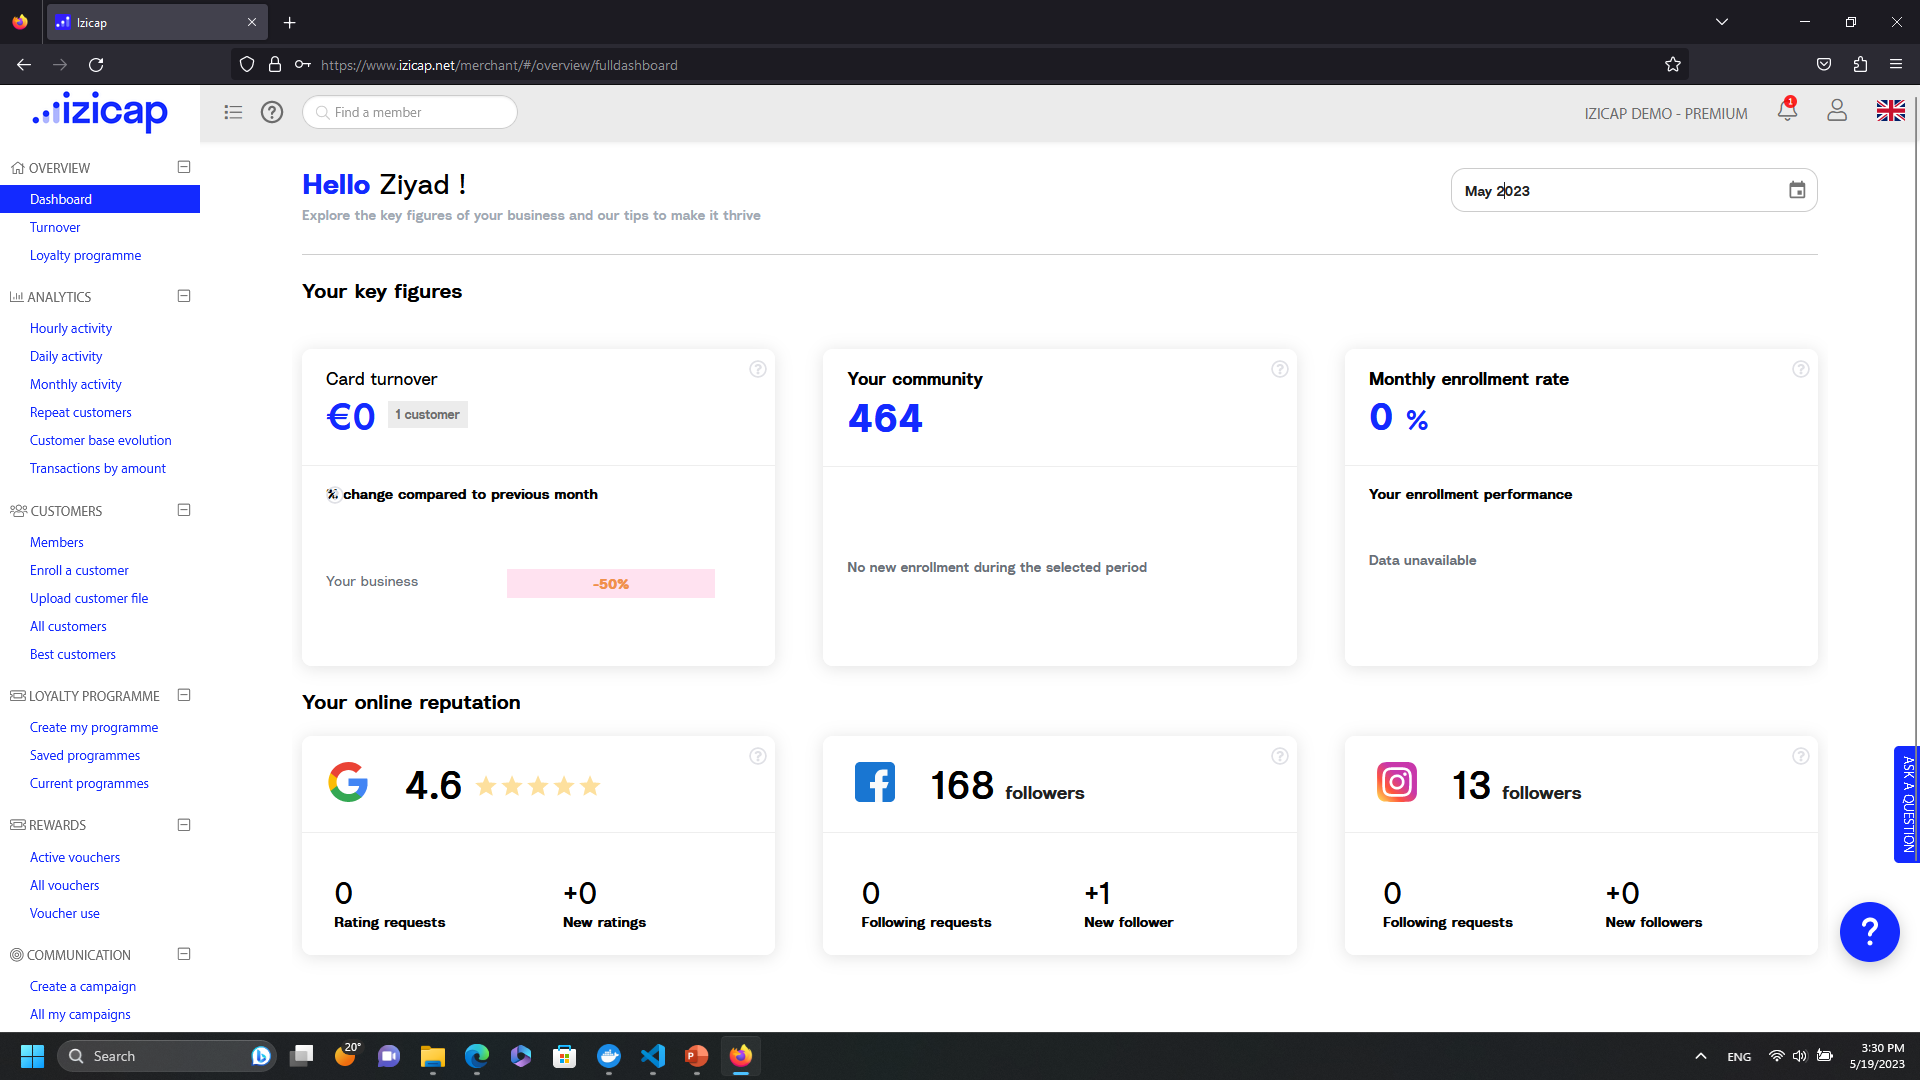 Izicap
https://www.izicap.net/merchant/#/overview/fulldashboard
izicap
Find a member
IZICAP DEMO - PREMIUM
1
OVERVIEW
Dashboard
Turnover
Loyalty programme
ANALYTICS
Hourly activity
Daily activity
Monthly activity
Repeat customers
Customer base evolution
Transactions by amount
CUSTOMERS
Members
Enroll a customer
Upload customer file
All customers
Best customers
LOYALTY PROGRAMME
Create my programme
Saved programmes
Current programmes
REWARDS
Active vouchers
All vouchers
Voucher use
COMMUNICATION
Create a campaign
All my campaigns
Hello Ziyad !
Explore the key figures of your business and our tips to make it thrive
May 2023
Your key figures
Card turnover
€0 1 customer
% change compared to previous month
Your business -50%
Your community
464
No new enrollment during the selected period
Monthly enrollment rate
0 %
Your enrollment performance
Data unavailable
Your online reputation
4.6
0 +0
Rating requests New ratings
168 followers
0 +1
Following requests New follower
13 followers
0 +0
Following requests New followers
ASK A QUESTION
?
Search
20°
ENG
3:30 PM
5/19/2023